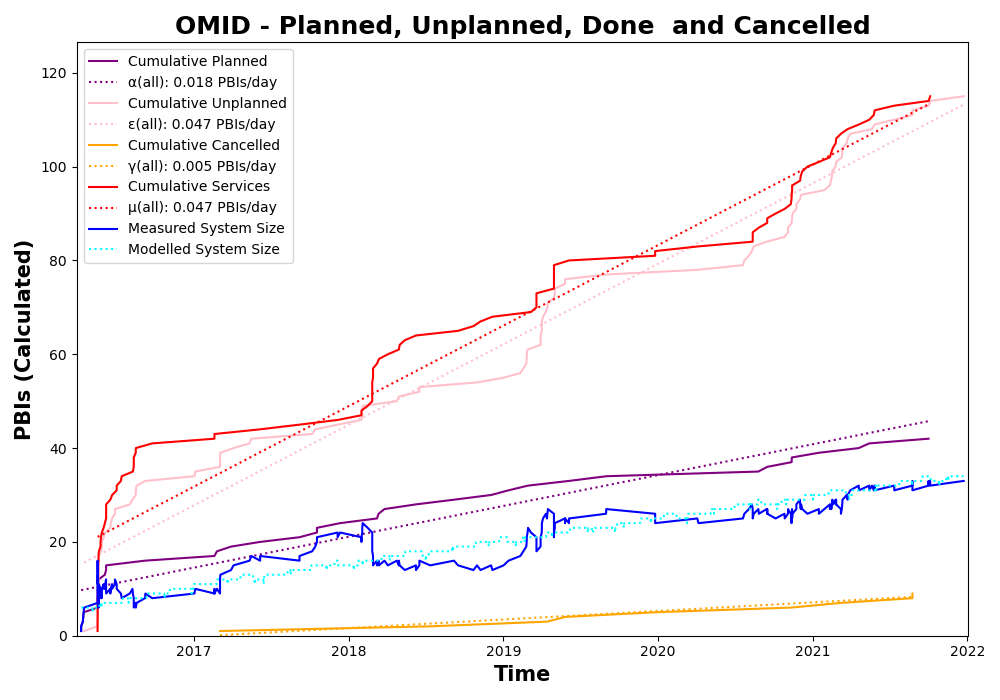 OMID - Planned, Unplanned, Done  and Cancelled
Cumulative Planned
α(all): 0.018 PBIs/day
Cumulative Unplanned
ε(all): 0.047 PBIs/day
Cumulative Cancelled
γ(all): 0.005 PBIs/day
Cumulative Services
μ(all): 0.047 PBIs/day
Measured System Size
Modelled System Size
PBIs (Calculated)
120
100
80
60
40
20
0
2017 2018 2019 2020 2021 2022
Time